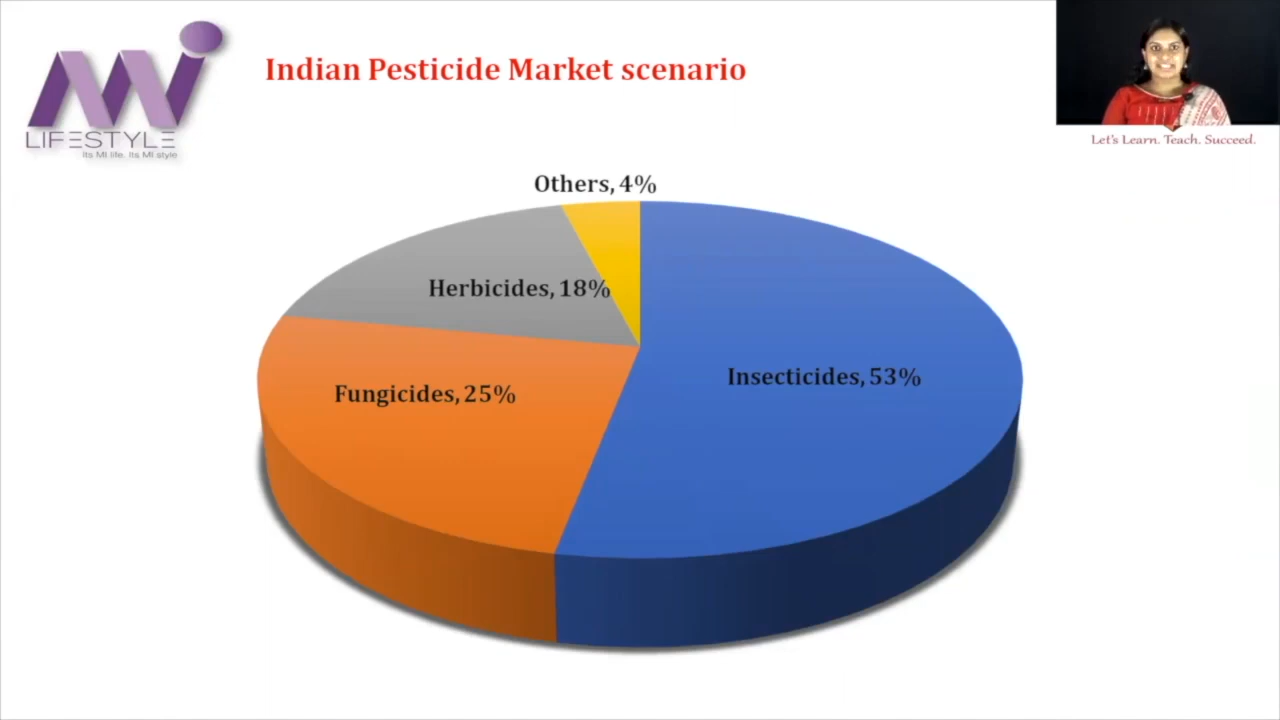 Indian Pesticide Market scenario
MI
LIFESTYLE
Its MI life. Its MI style
Let's Learn. Teach. Succeed.
Others, 4%
Herbicides, 18%
Insecticides, 53%
Fungicides, 25%